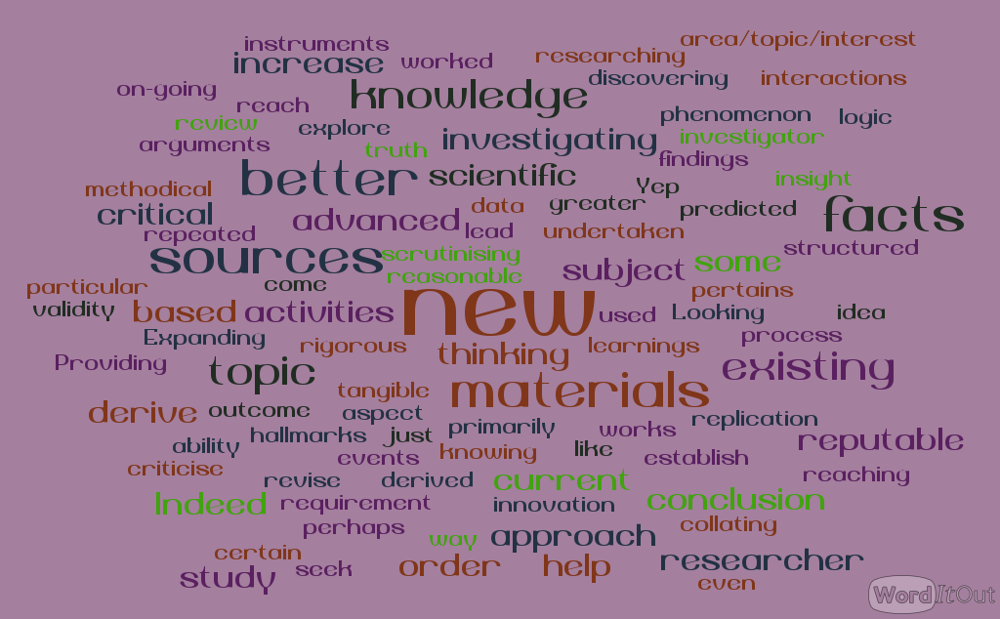 instruments
increase
worked
researching
area/topic/interest
discovering
interactions
on-going
reach
knowledge
phenomenon
logic
review
explore
truth
investigating
investigator
arguments
findings
better
scientific
Yep
insight
methodical
critical
advanced
data
greater
predicted
facts
repeated
lead
undertaken
structured
sources
scrutinising
subject
some
particular
come
reasonable
new
pertains
validity
based
activities
used
Looking
idea
Expanding
rigorous
thinking
learnings
process
Providing
topic
existing
tangible
materials
derive
outcome
aspect
primarily
replication
ability
hallmarks
just
works
reputable
events
knowing
like
establish
criticise
revise
derived
current
reaching
Indeed
requirement
innovation
conclusion
perhaps
way
approach
collating
certain
seek
order
help
researcher
study
even
WordItOut